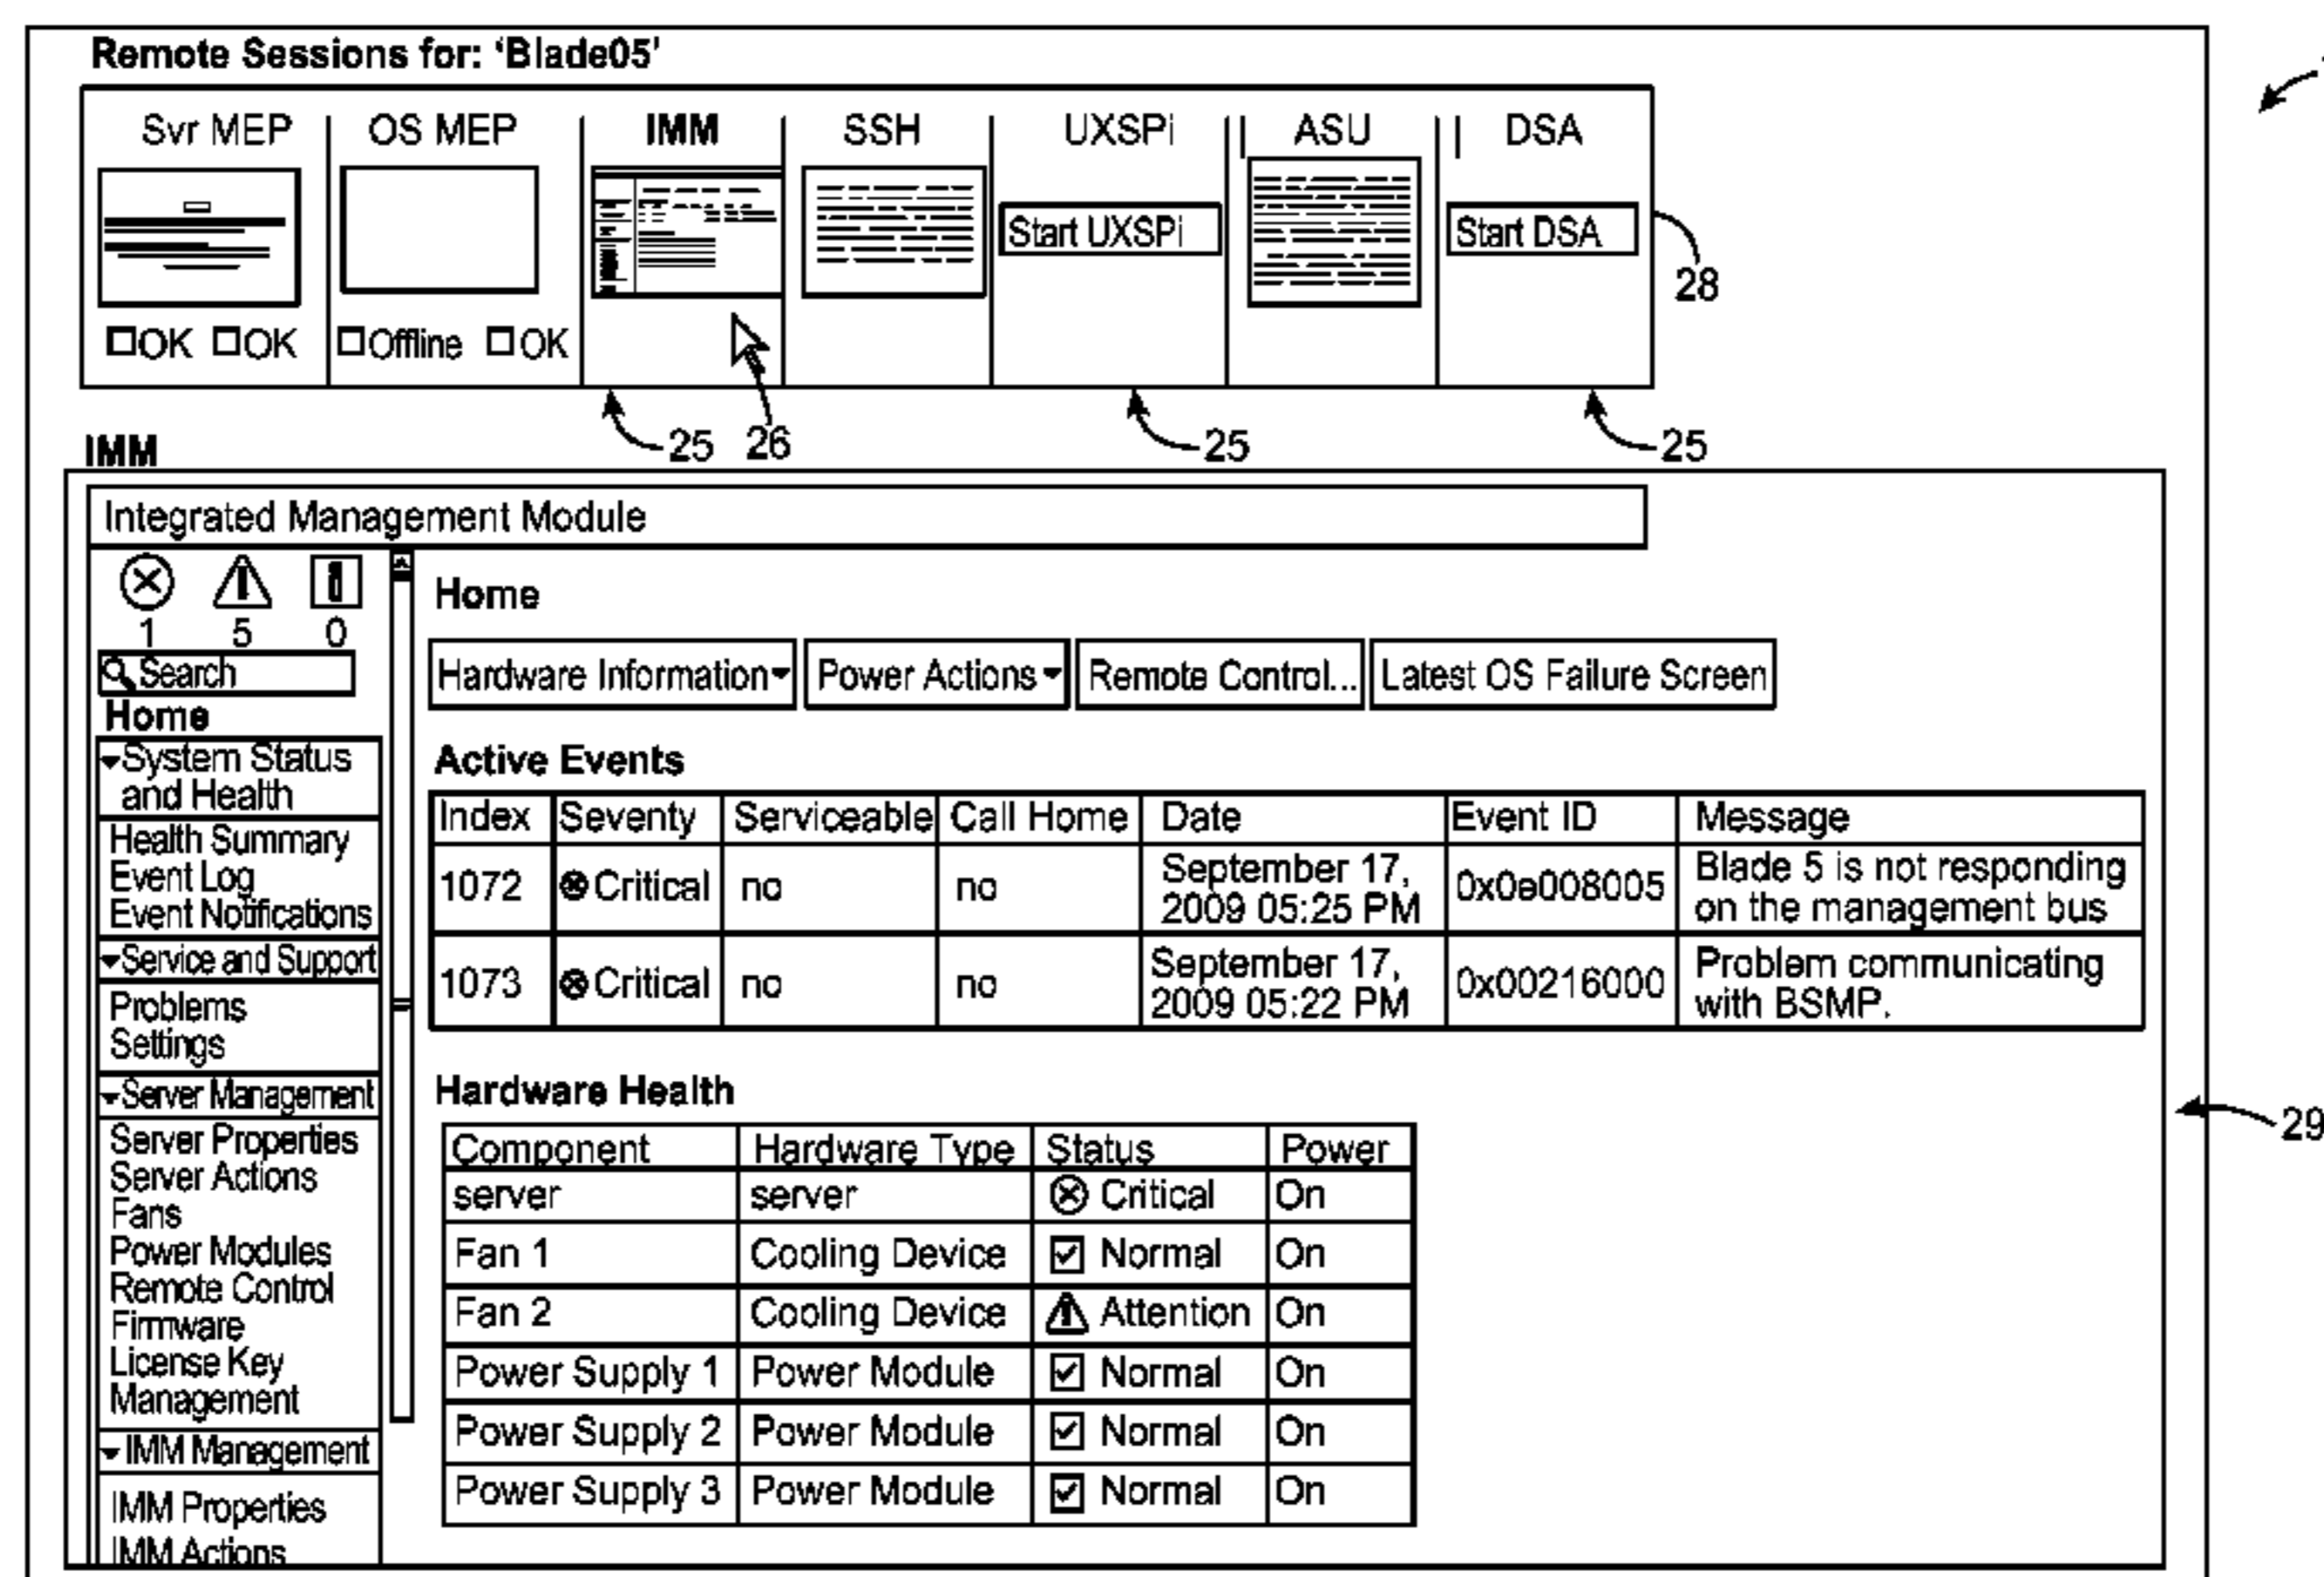 Remote Sessions for: ‘Blade05’
Svr MEP OS MEP IMM SSH UXSPi ASU DSA
Start UXSPi Start DSA
28
OK OK Offline OK
25 26 25 25
IMM
Integrated Management Module
1 5 0
Search
Home
System Status
and Health
Health Summary
Event Log
Event Notifications
Service and Support
Problems
Settings
Server Management
Server Properties
Server Actions
Fans
Power Modules
Remote Control
Firmware
License Key
Management
IMM Management
IMM Properties
IMM Actions
Home
Hardware Information Power Actions Remote Control... Latest OS Failure Screen
Active Events
Index Seventy Serviceable Call Home Date Event ID Message
1072 Critical no no September 17, 2009 05:25 PM 0x0e008005 Blade 5 is not responding on the management bus
1073 Critical no no September 17, 2009 05:22 PM 0x00216000 Problem communicating with BSMP.
Hardware Health
Component Hardware Type Status Power
server server Critical On
Fan 1 Cooling Device Normal On
Fan 2 Cooling Device Attention On
Power Supply 1 Power Module Normal On
Power Supply 2 Power Module Normal On
Power Supply 3 Power Module Normal On
29